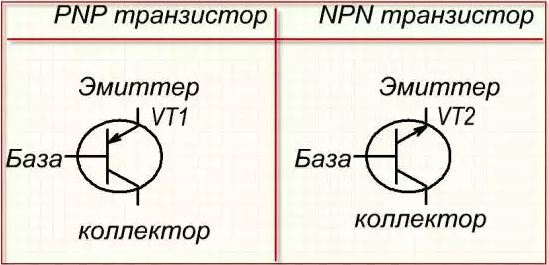 PNP транзистор
NPN транзистор
Эмиттер
VT1
База
коллектор
Эмиттер
VT2
База
коллектор